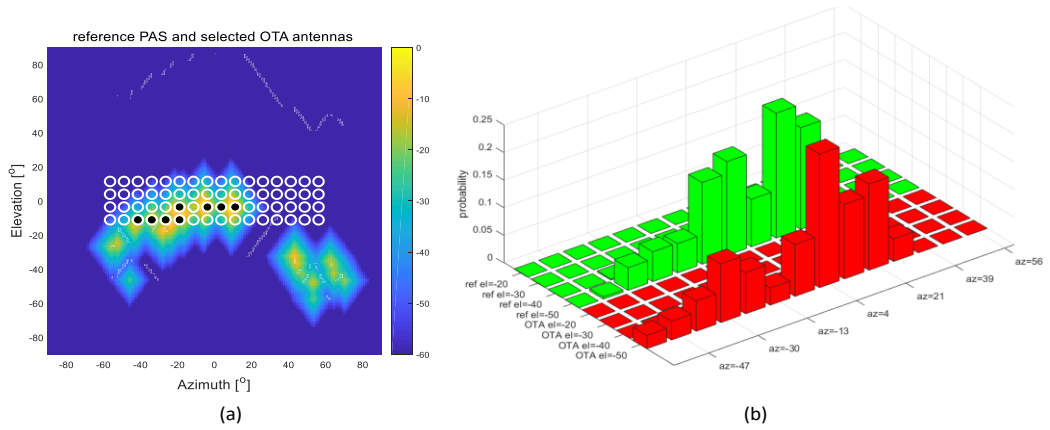 reference PAS and selected OTA antennas
80
60
40
20
0
-20
-40
-60
-80
Elevation [o]
-80 -60 -40 -20 0 20 40 60 80
Azimuth [o]
0
-10
-20
-30
-40
-50
-60
(a)
0.25
0.2
0.15
0.1
0.05
0
probability
ref el=-20
ref el=-30
ref el=-40
ref el=-50
OTA el=-20
OTA el=-30
OTA el=-40
OTA el=-50
az=-47
az=-30
az=-13
az=4
az=21
az=39
az=56
(b)